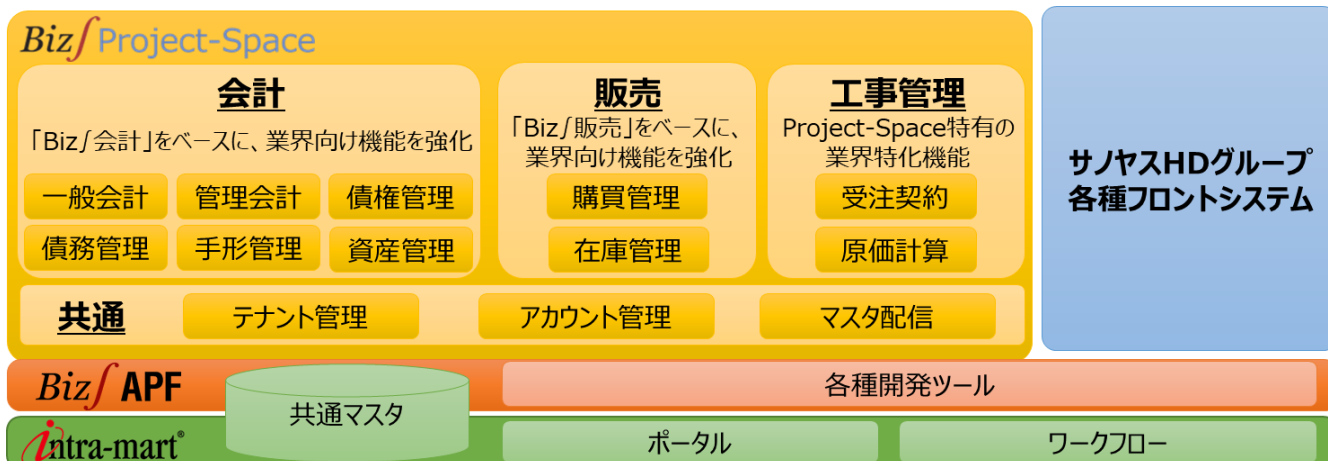 Biz∫Project-Space
会計
「Biz∫会計」をベースに、業界向け機能を強化
一般会計
管理会計
債権管理
債務管理
手形管理
資産管理
販売
「Biz∫販売」をベースに、
業界向け機能を強化
購買管理
在庫管理
工事管理
Project-Space特有の
業界特化機能
受注契約
原価計算
サノヤスHDグループ
各種フロントシステム
共通
テナント管理
アカウント管理
マスタ配信
Biz∫APF
共通マスタ
各種開発ツール
intra-mart®
ポータル
ワークフロー